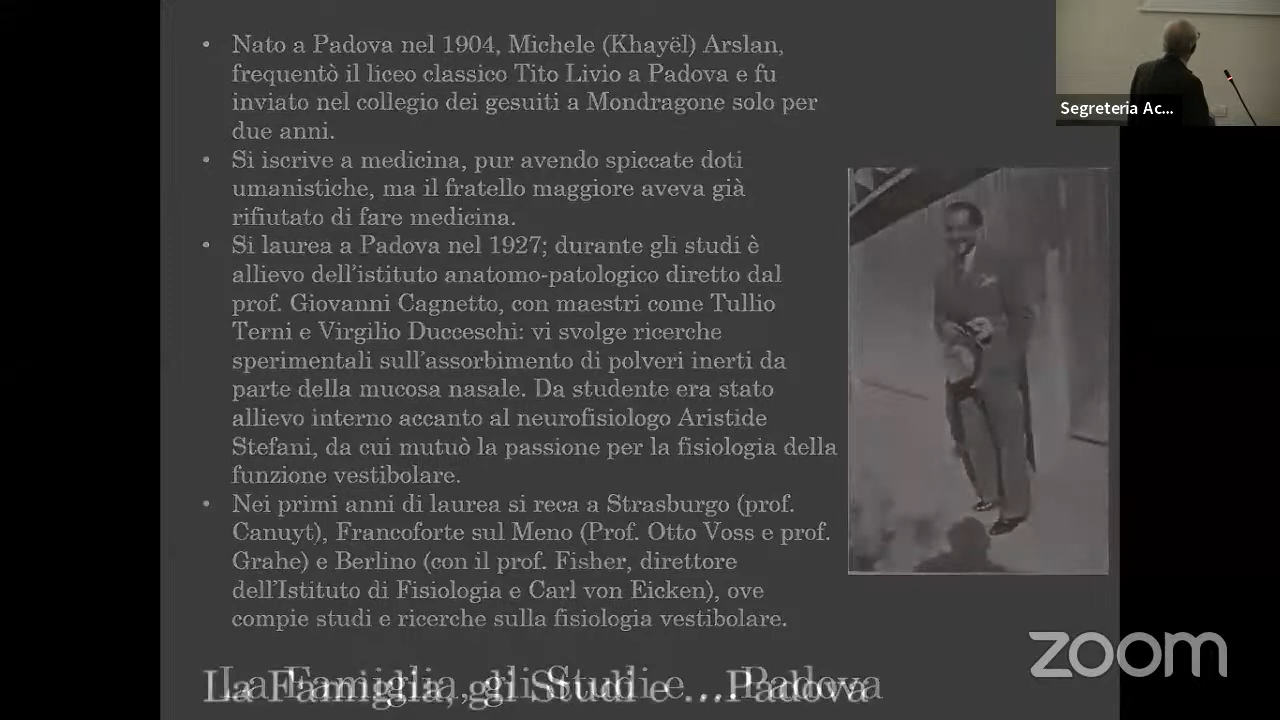 • Nato a Padova nel 1904, Michele (Khayël) Arslan,
frequentò il liceo classico Tito Livio a Padova e fu
inviato nel collegio dei gesuiti a Mondragone solo per
due anni.
• Si iscrive a medicina, pur avendo spiccate doti
umanistiche, ma il fratello maggiore aveva già
rifiutato di fare medicina.
• Si laurea a Padova nel 1927; durante gli studi è
allievo dell'istituto anatomo-patologico diretto dal
prof. Giovanni Cagnetto, con maestri come Tullio
Terni e Virgilio Ducceschi: vi svolge ricerche
sperimentali sull'assorbimento di polveri inerti da
parte della mucosa nasale. Da studente era stato
allievo interno accanto al neurofisiologo Aristide
Stefani, da cui mutuò la passione per la fisiologia della
funzione vestibolare.
• Nei primi anni di laurea si reca a Strasburgo (prof.
Canuyt), Francoforte sul Meno (Prof. Otto Voss e prof.
Grahe) e Berlino (con il prof. Fisher, direttore
dell'Istituto di Fisiologia e Carl von Eicken), ove
compie studi e ricerche sulla fisiologia vestibolare.
La Famiglia, gli Studi e ...Padova
Segreteria Ac...
zoom